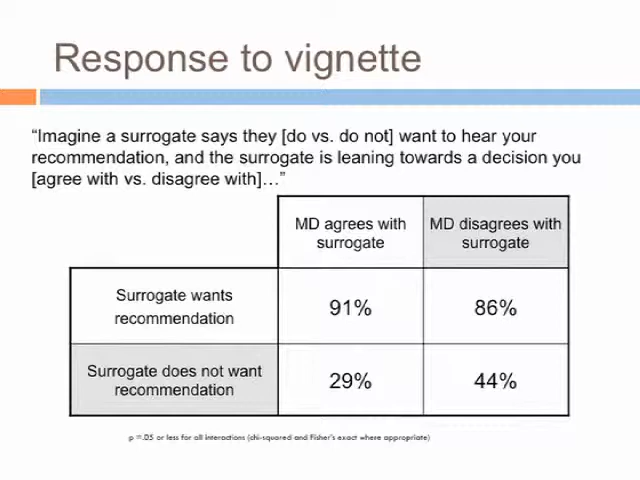 Response to vignette
“Imagine a surrogate says they [do vs. do not] want to hear your
recommendation, and the surrogate is leaning towards a decision you
[agree with vs. disagree with]…”
MD agrees with
surrogate
MD disagrees with
surrogate
Surrogate wants
recommendation
91%
86%
Surrogate does not want
recommendation
29%
44%
p =.05 or less for all interactions (chi-squared and Fisher's exact where appropriate)